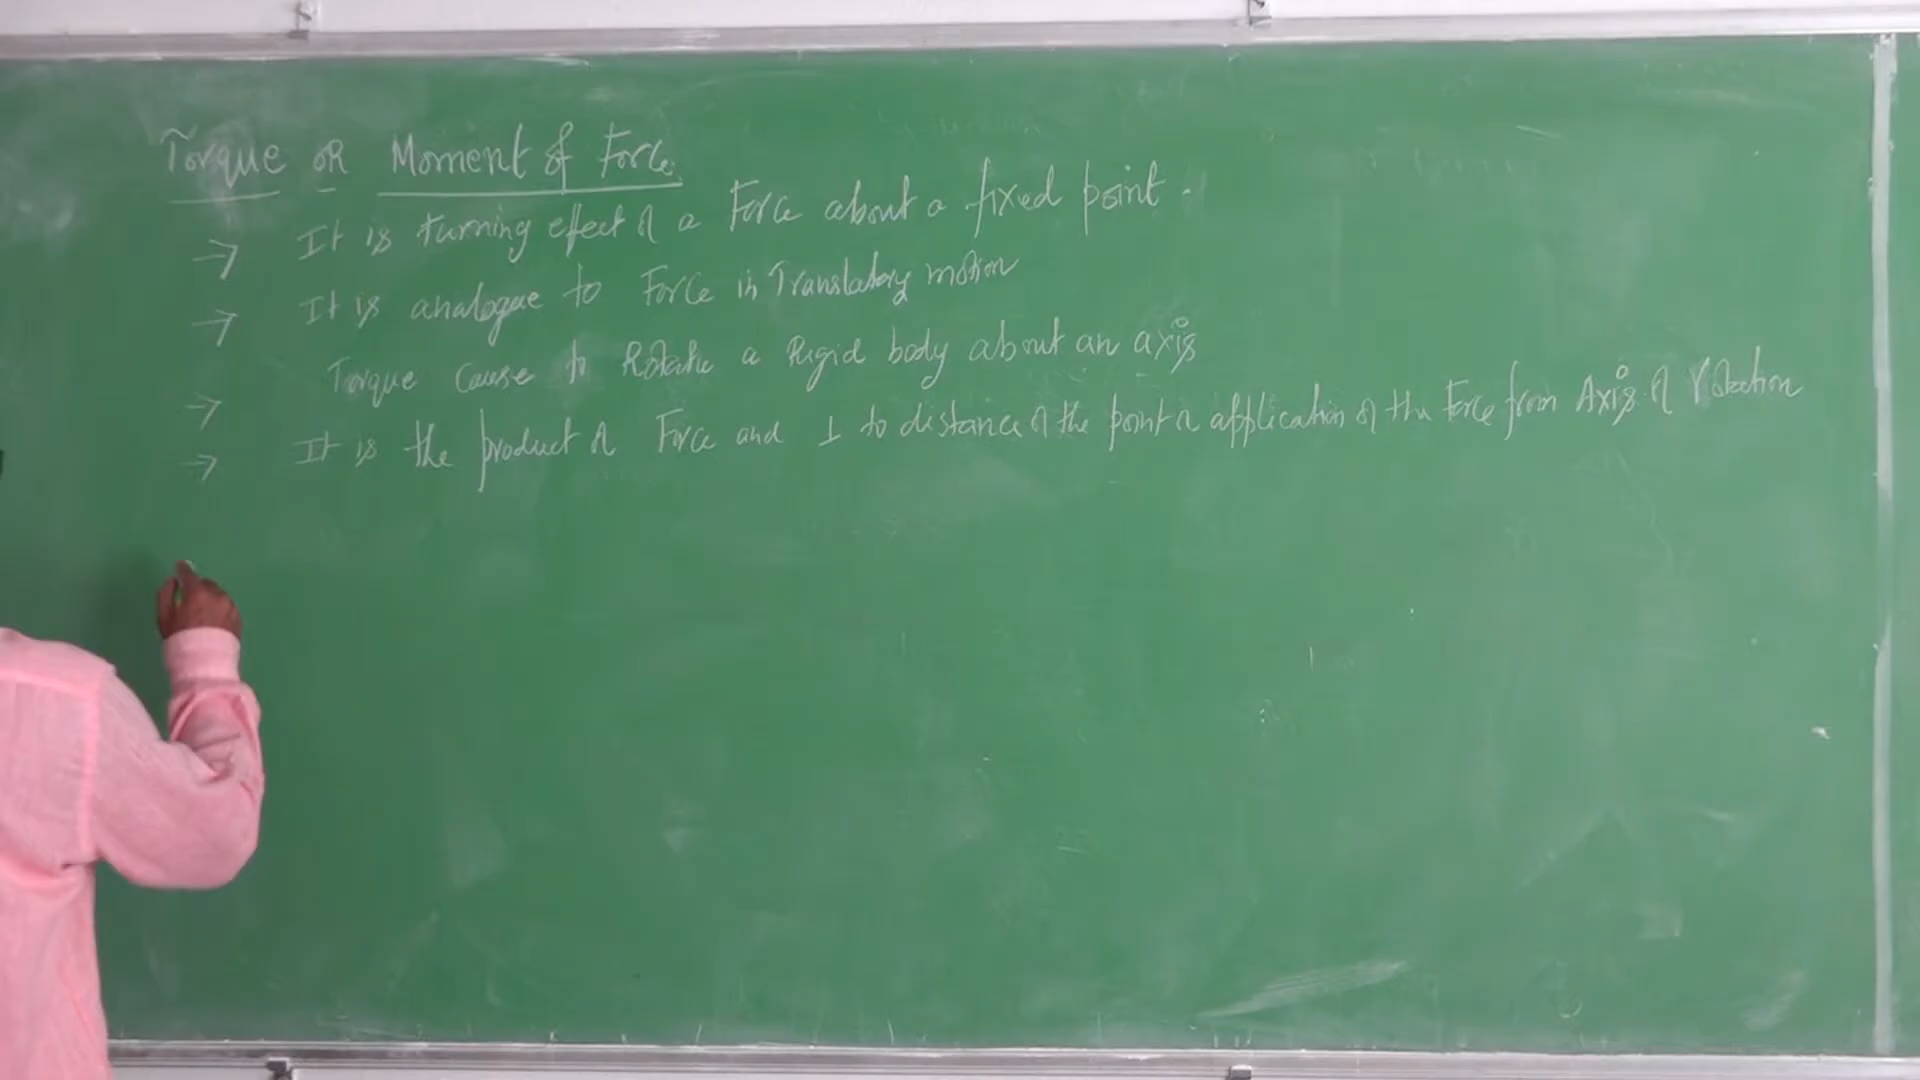 Torque OR Moment of Force
→ It is turning effect of a Force about a fixed point.
→ It is analogue to Force in Translatory motion
→ Torque cause to Rotate a Rigid body about an axis
→ It is the product of Force and ⊥ to distance of the point of application of the Force from Axis of rotation